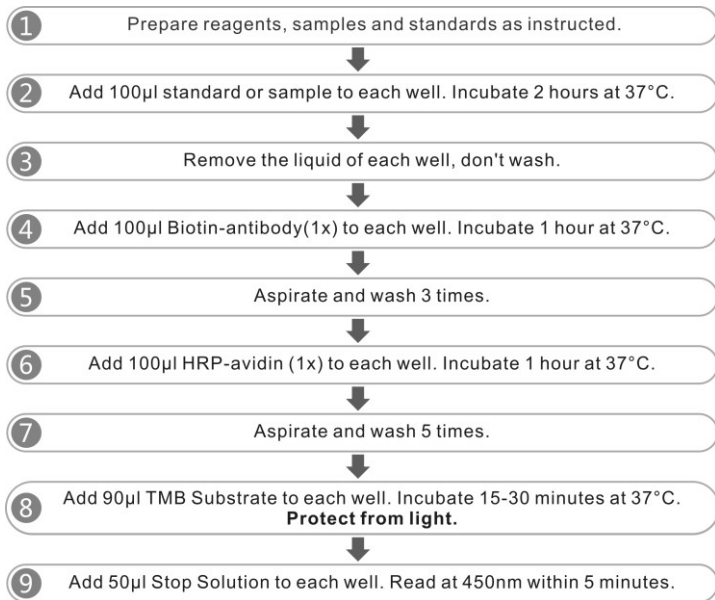 1 Prepare reagents, samples and standards as instructed.
2 Add 100µl standard or sample to each well. Incubate 2 hours at 37°C.
3 Remove the liquid of each well, don't wash.
4 Add 100µl Biotin-antibody(1x) to each well. Incubate 1 hour at 37°C.
5 Aspirate and wash 3 times.
6 Add 100µl HRP-avidin (1x) to each well. Incubate 1 hour at 37°C.
7 Aspirate and wash 5 times.
8 Add 90µl TMB Substrate to each well. Incubate 15-30 minutes at 37°C.
Protect from light.
9 Add 50µl Stop Solution to each well. Read at 450nm within 5 minutes.